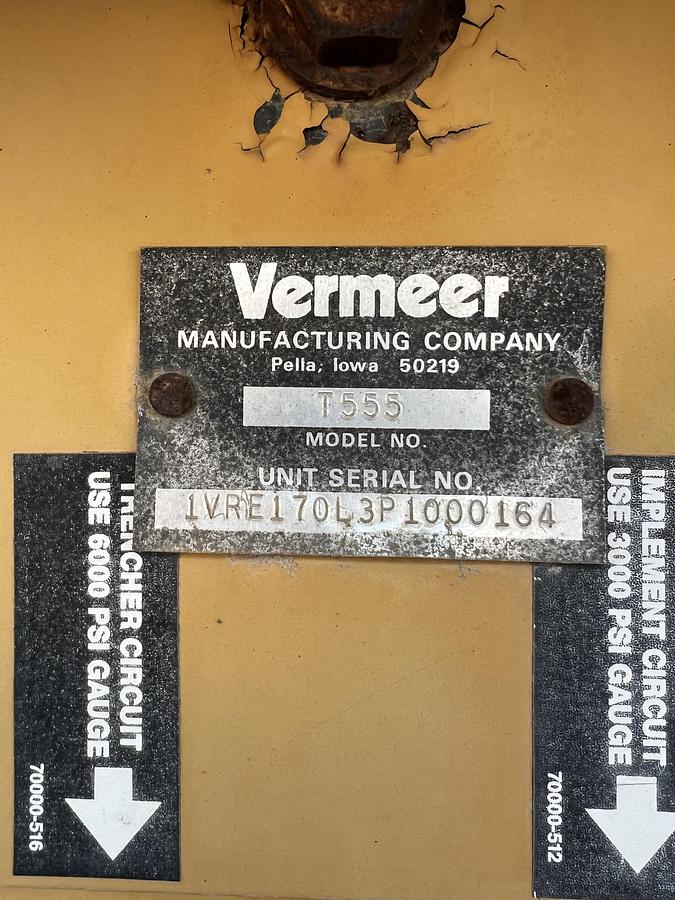 Vermeer
MANUFACTURING COMPANY
Pella, Iowa 50219
T555
MODEL NO.
UNIT SERIAL NO.
1VRE170L3P1000164
TRENCHER CIRCUIT
USE 6000 PSI GAUGE
70000-516
IMPLEMENT CIRCUIT
USE 3000 PSI GAUGE
70000-512